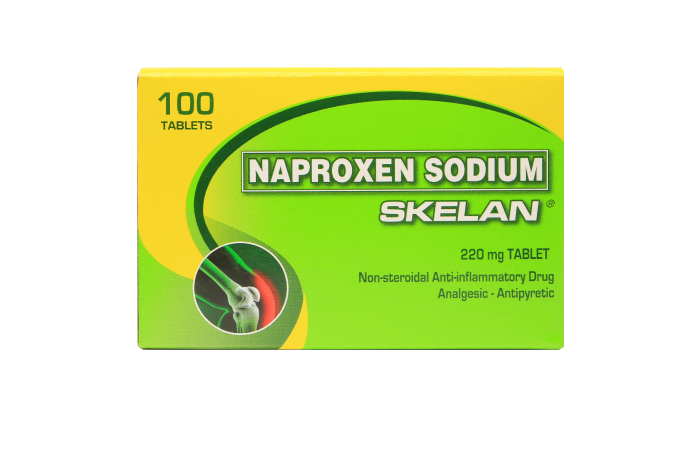 100
TABLETS
NAPROXEN SODIUM
SKELAN ®
220 mg TABLET
Non-steroidal Anti-inflammatory Drug
Analgesic - Antipyretic